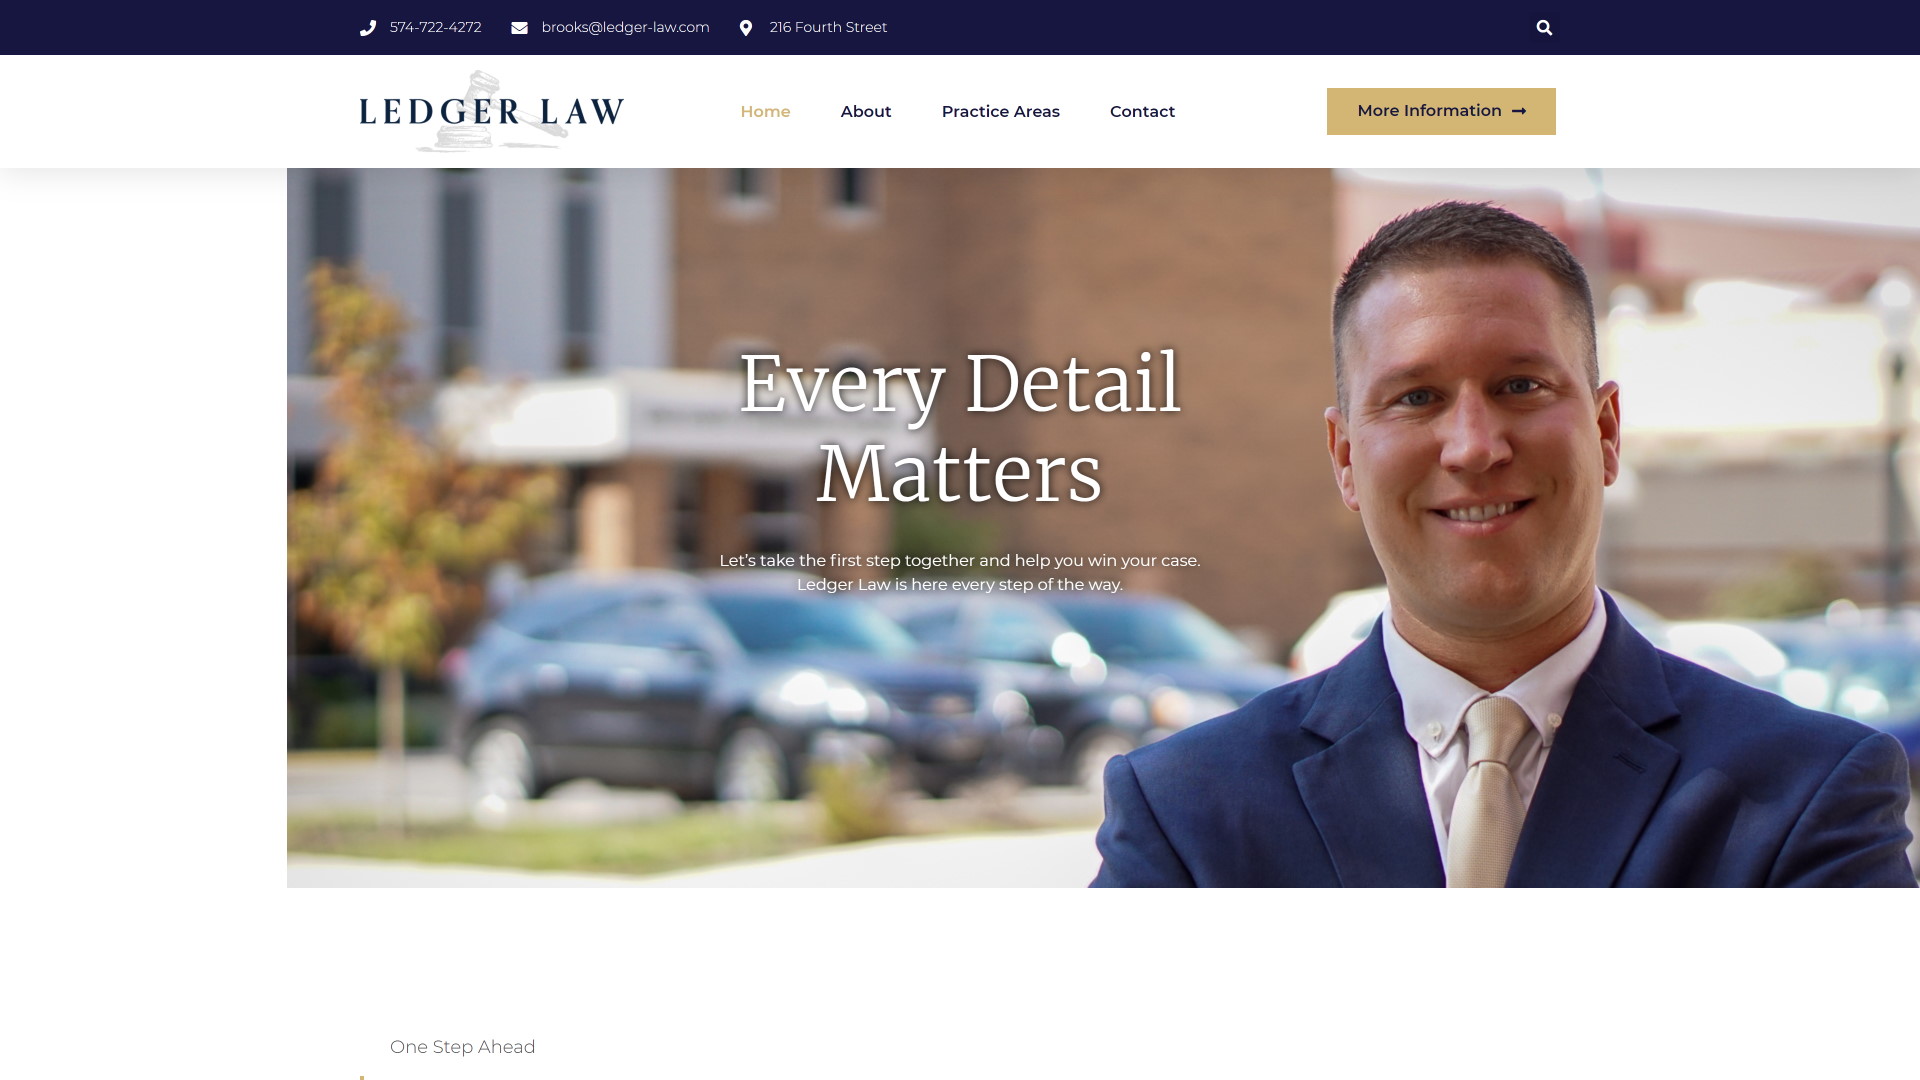 574-722-4272
brooks@ledger-law.com
216 Fourth Street
LEDGER LAW
Home
About
Practice Areas
Contact
More Information
Every Detail
Matters
Let’s take the first step together and help you win your case.
Ledger Law is here every step of the way.
One Step Ahead